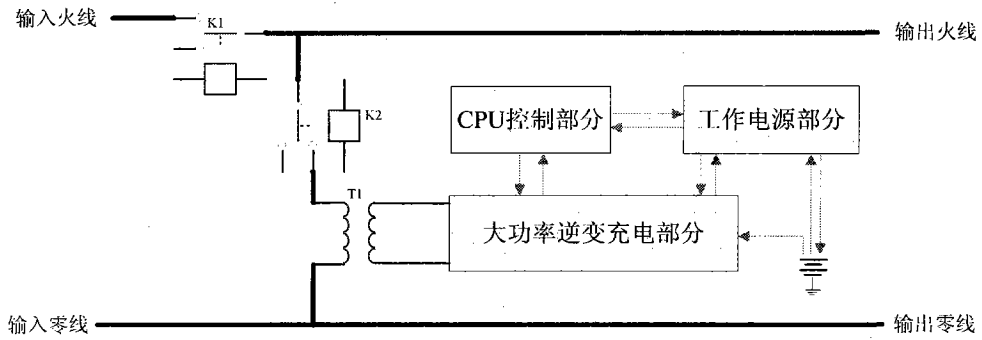 输入火线
K1
输出火线
K2
CPU控制部分
工作电源部分
T1
大功率逆变充电部分
输入零线
输出零线